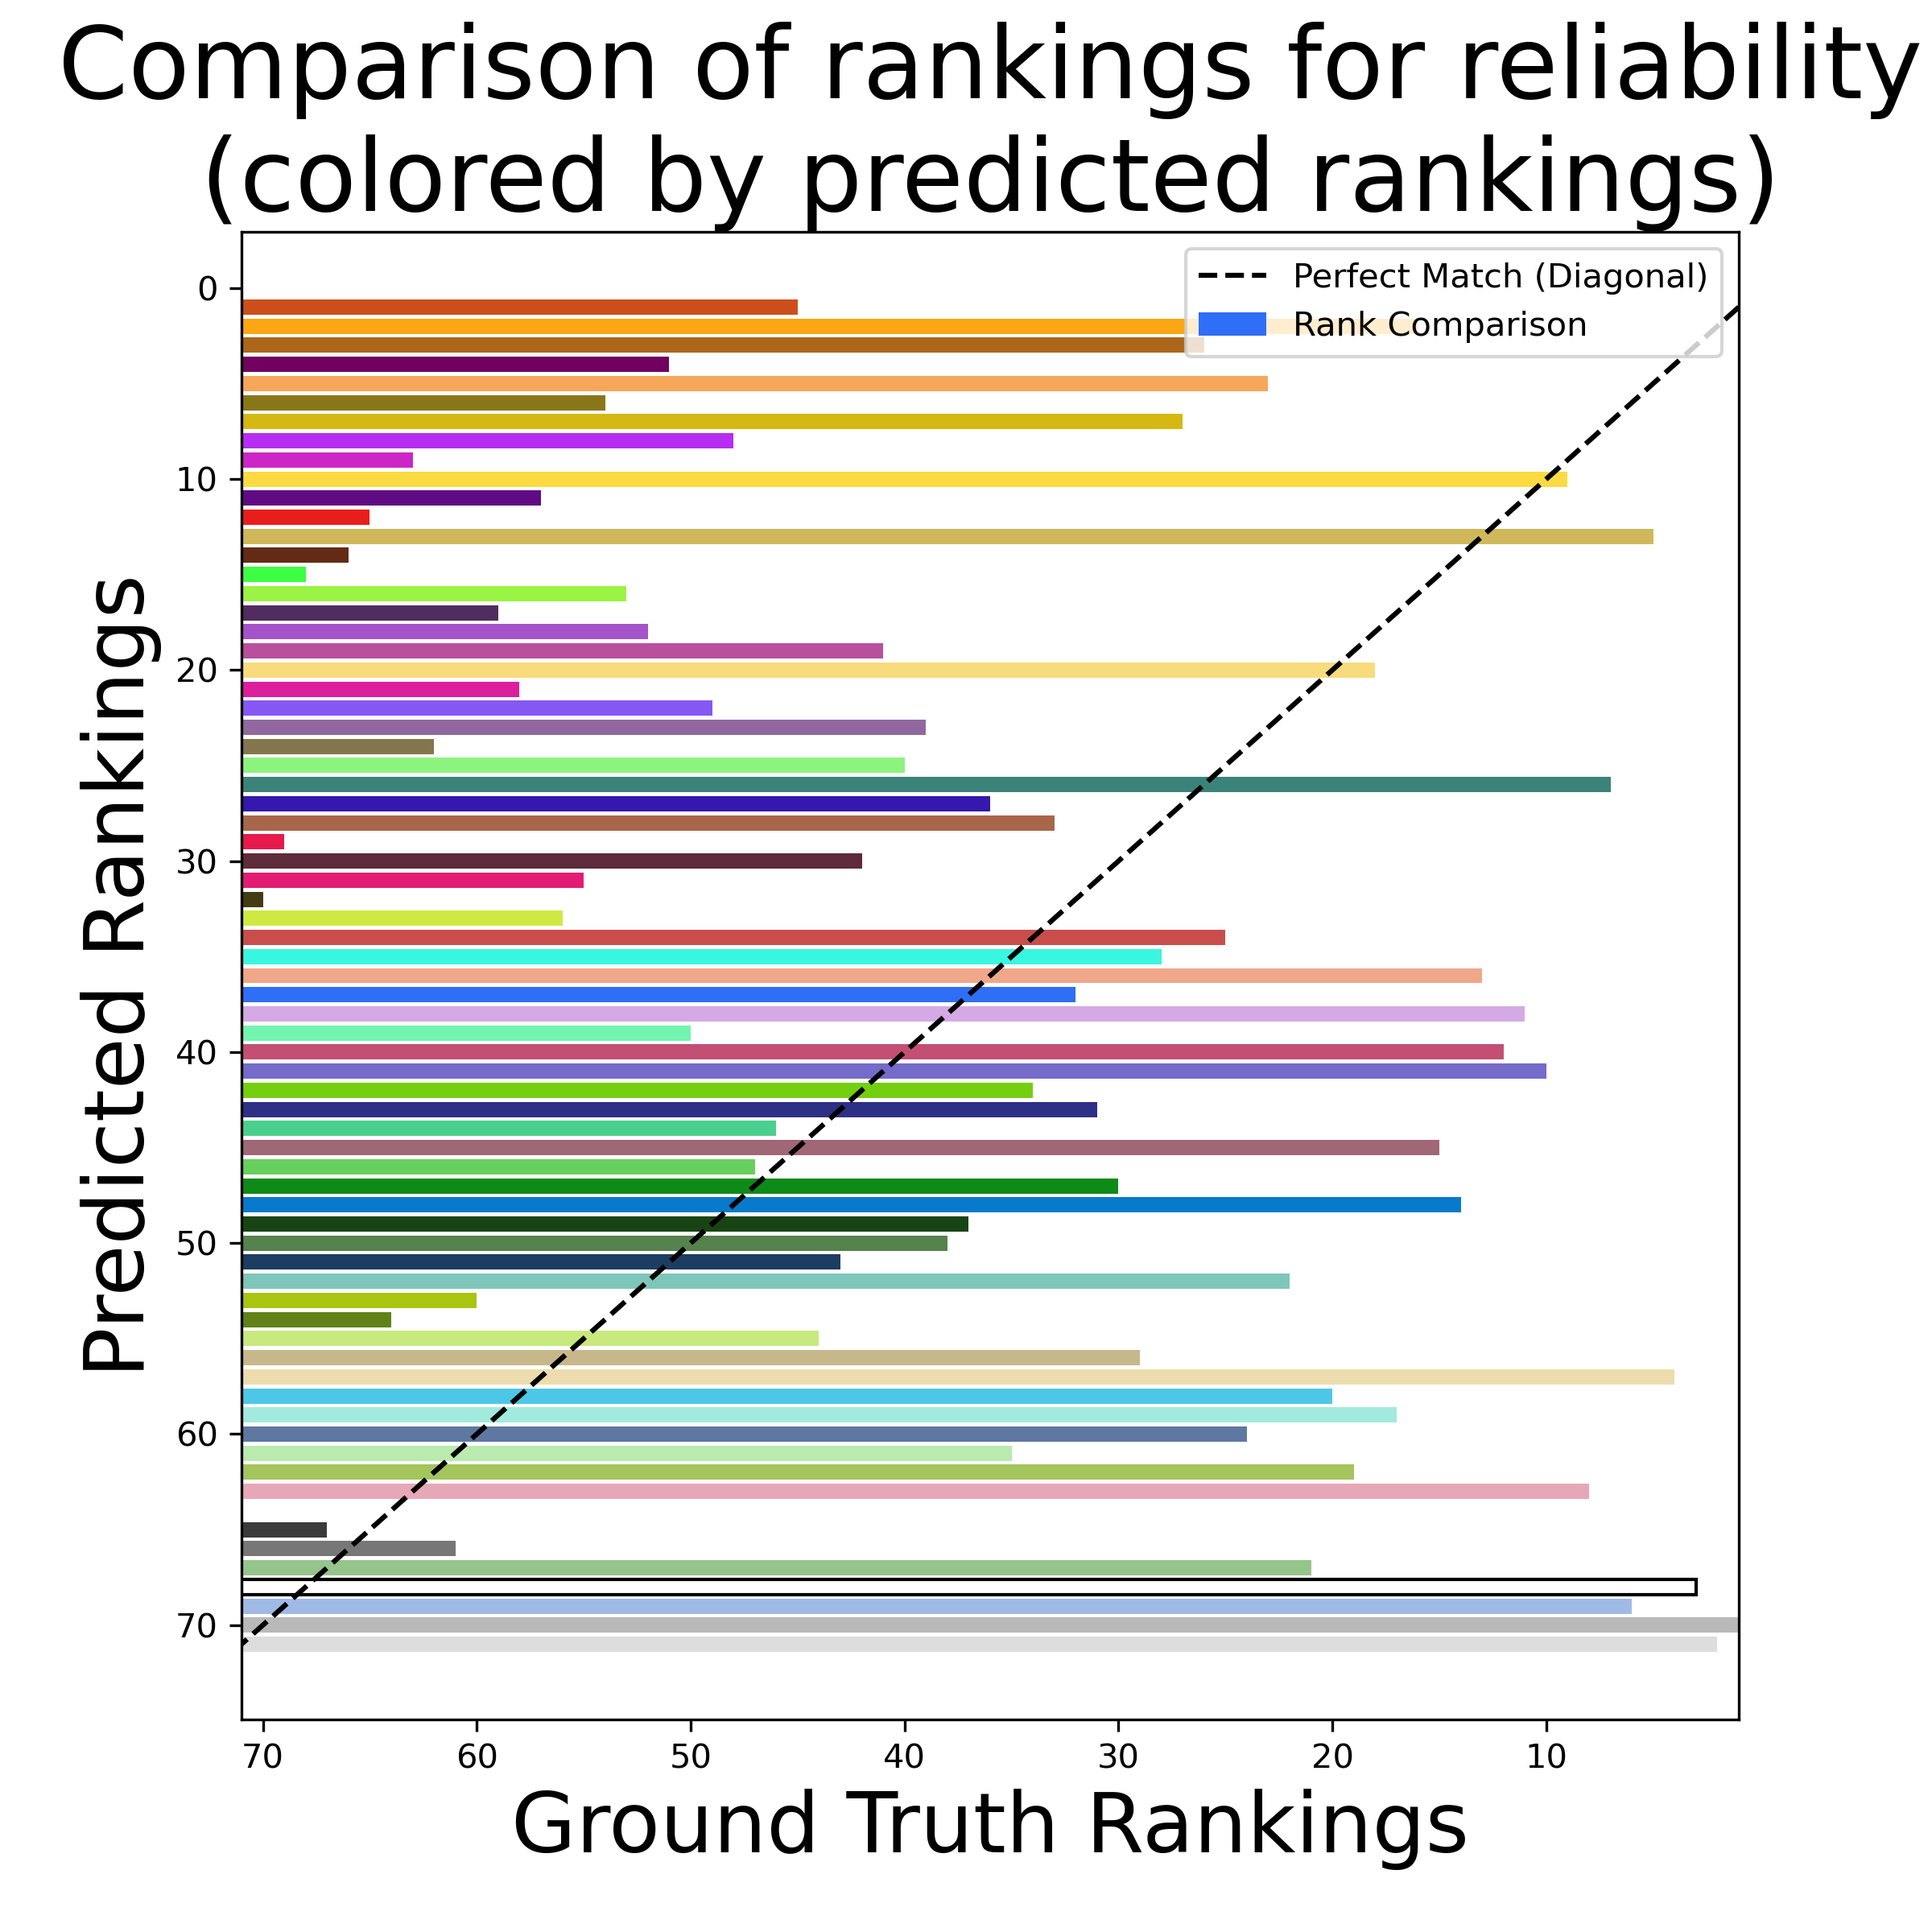 Comparison of rankings for reliability
(colored by predicted rankings)
Perfect Match (Diagonal)
Rank Comparison
0
10
20
30
40
50
60
70
Predicted Rankings
70 60 50 40 30 20 10
Ground Truth Rankings